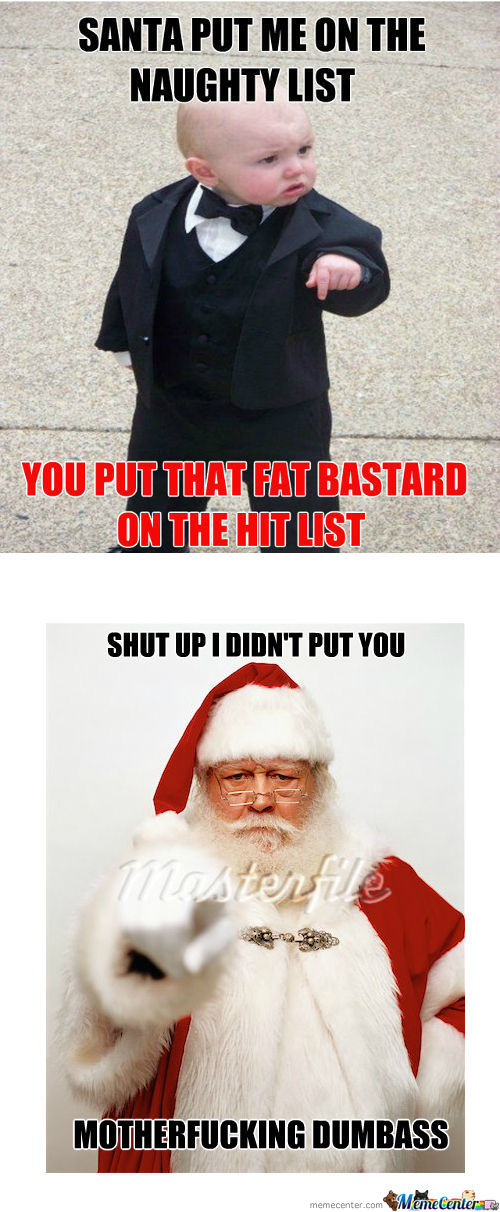 SANTA PUT ME ON THE
NAUGHTY LIST
YOU PUT THAT FAT BASTARD
ON THE HIT LIST
SHUT UP I DIDN'T PUT YOU
Masterfile
MOTHERFUCKING DUMBASS
memecenter.com MemeCenter